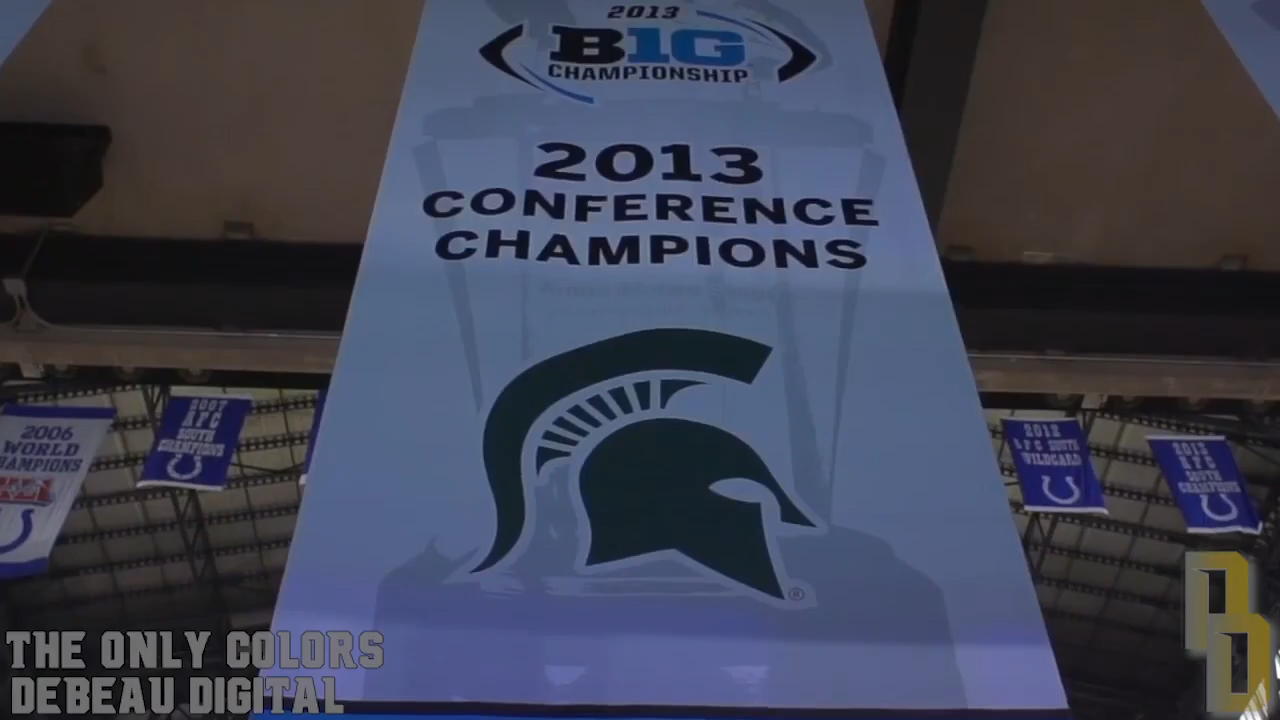 2013
B1G
CHAMPIONSHIP
2013
CONFERENCE
CHAMPIONS
®
2006
WORLD
CHAMPIONS
2007
AFC
SOUTH
CHAMPIONS
2012
AFC SOUTH
WILDCARD
2013
AFC
SOUTH
CHAMPIONS
THE ONLY COLORS
DEBEAU DIGITAL